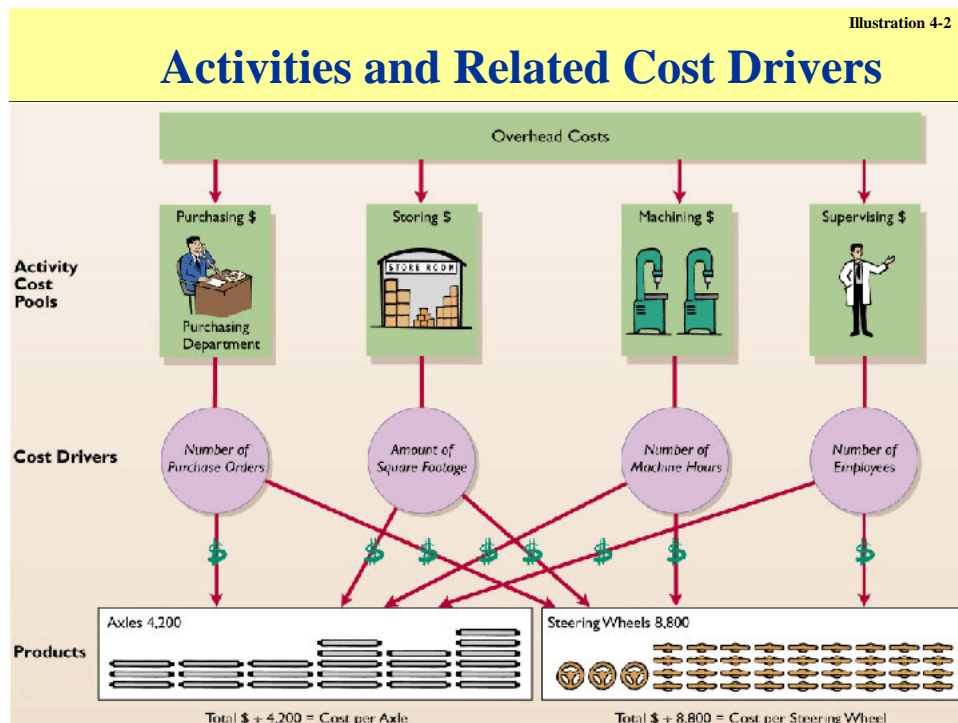 Illustration 4-2
Activities and Related Cost Drivers
Overhead Costs
Purchasing $
Storing $
Machining $
Supervising $
Activity
Cost
Pools
STORE ROOM
Purchasing
Department
Cost Drivers
Number of
Purchase Orders
Amount of
Square Footage
Number of
Machine Hours
Number of
Employees
$ $ $ $ $ $ $ $
Products
Axles 4,200
Steering Wheels 8,800
Total $ ÷ 4,200 = Cost per Axle
Total $ ÷ 8,800 = Cost per Steering Wheel